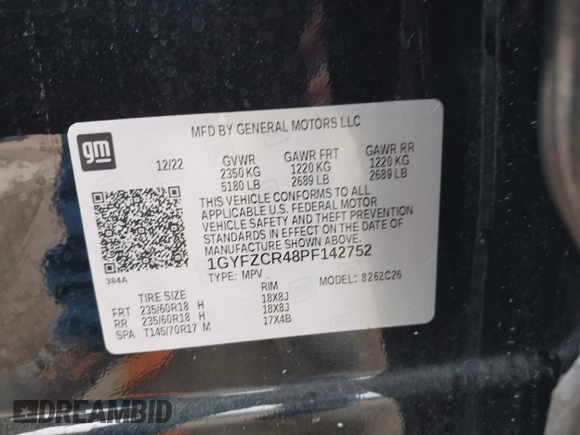 MFD BY GENERAL MOTORS LLC
gm
12/22 GVWR GAWR FRT GAWR RR
2350 KG 1220 KG 1220 KG
5180 LB 2689 LB 2689 LB
THIS VEHICLE CONFORMS TO ALL
APPLICABLE U.S. FEDERAL MOTOR
VEHICLE SAFETY AND THEFT PREVENTION
STANDARDS IN EFFECT ON THE DATE OF
MANUFACTURE SHOWN ABOVE.
384A
1GYFZCR48PF142752
TYPE: MPV MODEL: 8262C26
TIRE SIZE RIM
FRT 235/60R18 H 18X8J
RR 235/60R18 H 18X8J
SPA T145/70R17 M 17X4B
DREAMBID